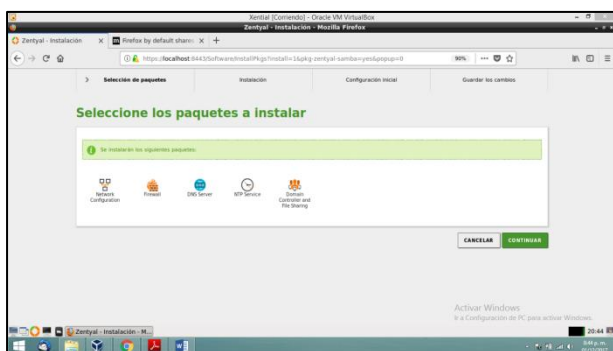 Xential [Corriendo] - Oracle VM VirtualBox
Zentyal - Instalación - Mozilla Firefox
Zentyal - Instalación
Firefox by default shares
https://localhost:8443/Software/InstallPkgs?install=1&pkg-zentyal-samba=yes&popup=0
90%
Selección de paquetes
Instalación
Configuración inicial
Guardar los cambios
Seleccione los paquetes a instalar
Se instalarán los siguientes paquetes:
Network Configuration
Firewall
DNS Server
NTP Service
Domain Controller and File Sharing
CANCELAR
CONTINUAR
Activar Windows
Ir a Configuración de PC para activar Windows.
Zentyal - Instalación - M...
20:44
8:44 p. m.